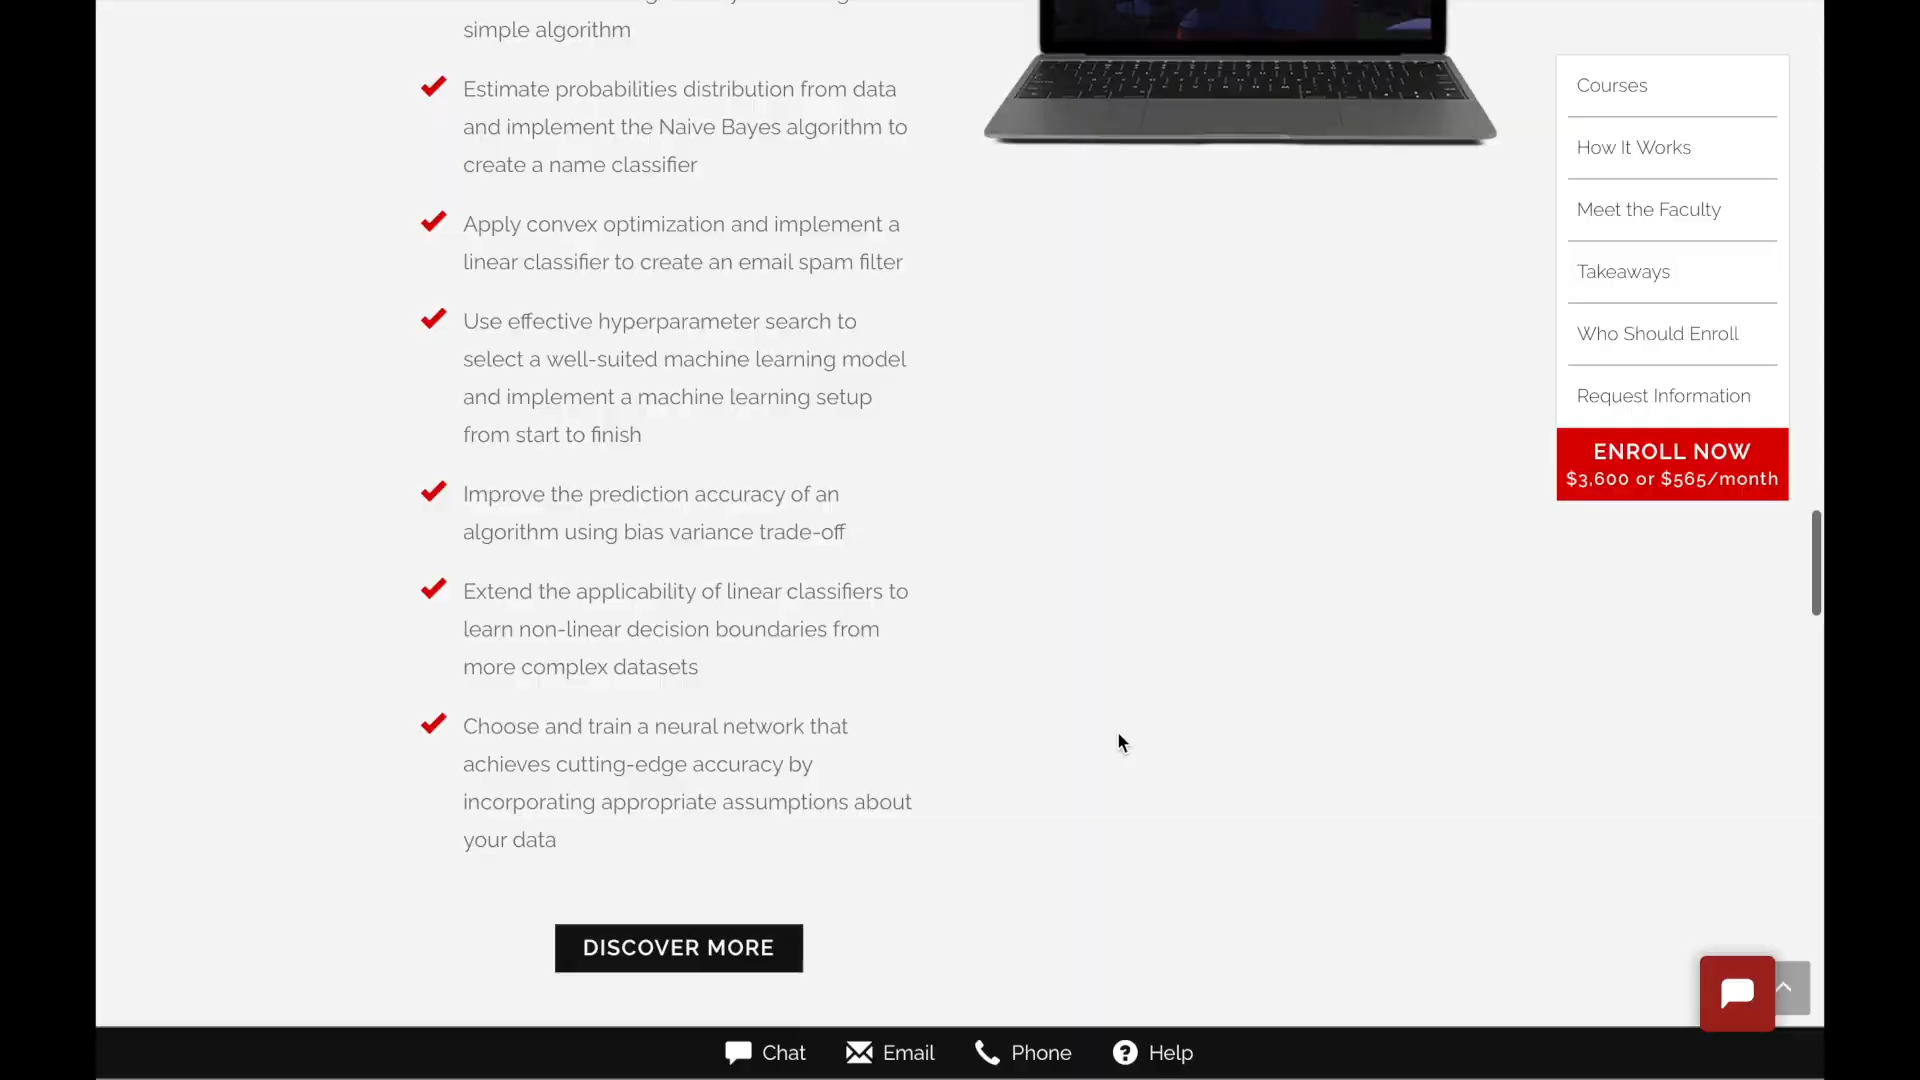 simple algorithm
Estimate probabilities distribution from data
and implement the Naive Bayes algorithm to
create a name classifier
Apply convex optimization and implement a
linear classifier to create an email spam filter
Use effective hyperparameter search to
select a well-suited machine learning model
and implement a machine learning setup
from start to finish
Improve the prediction accuracy of an
algorithm using bias variance trade-off
Extend the applicability of linear classifiers to
learn non-linear decision boundaries from
more complex datasets
Choose and train a neural network that
achieves cutting-edge accuracy by
incorporating appropriate assumptions about
your data
DISCOVER MORE
Courses
How It Works
Meet the Faculty
Takeaways
Who Should Enroll
Request Information
ENROLL NOW
$3,600 or $565/month
Chat
Email
Phone
? Help